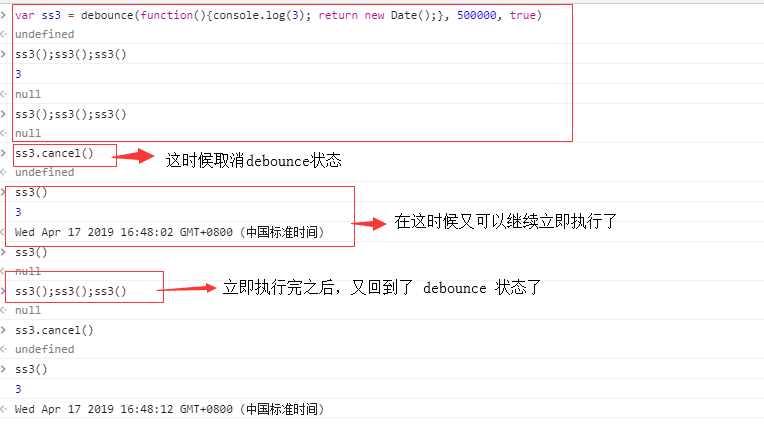 > var ss3 = debounce(function(){console.log(3); return new Date();}, 500000, true)
undefined
> ss3();ss3();ss3()
3
null
> ss3();ss3();ss3()
null
> ss3.cancel() 这时候取消debounce状态
undefined
> ss3()
3
Wed Apr 17 2019 16:48:02 GMT+0800 (中国标准时间) 在这时候又可以继续立即执行了
> ss3()
null
> ss3();ss3();ss3() 立即执行完之后，又回到了 debounce 状态了
null
> ss3.cancel()
undefined
> ss3()
3
Wed Apr 17 2019 16:48:12 GMT+0800 (中国标准时间)